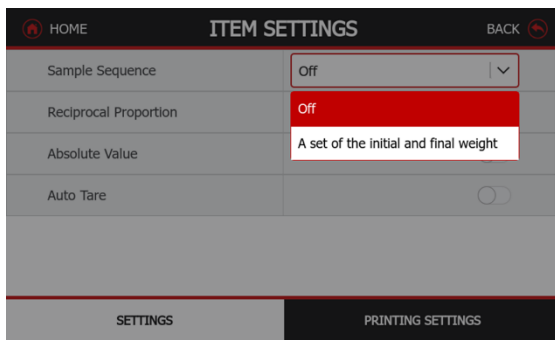 HOME
ITEM SETTINGS
BACK
Sample Sequence
Off
Reciprocal Proportion
Off
Absolute Value
A set of the initial and final weight
Auto Tare
SETTINGS
PRINTING SETTINGS